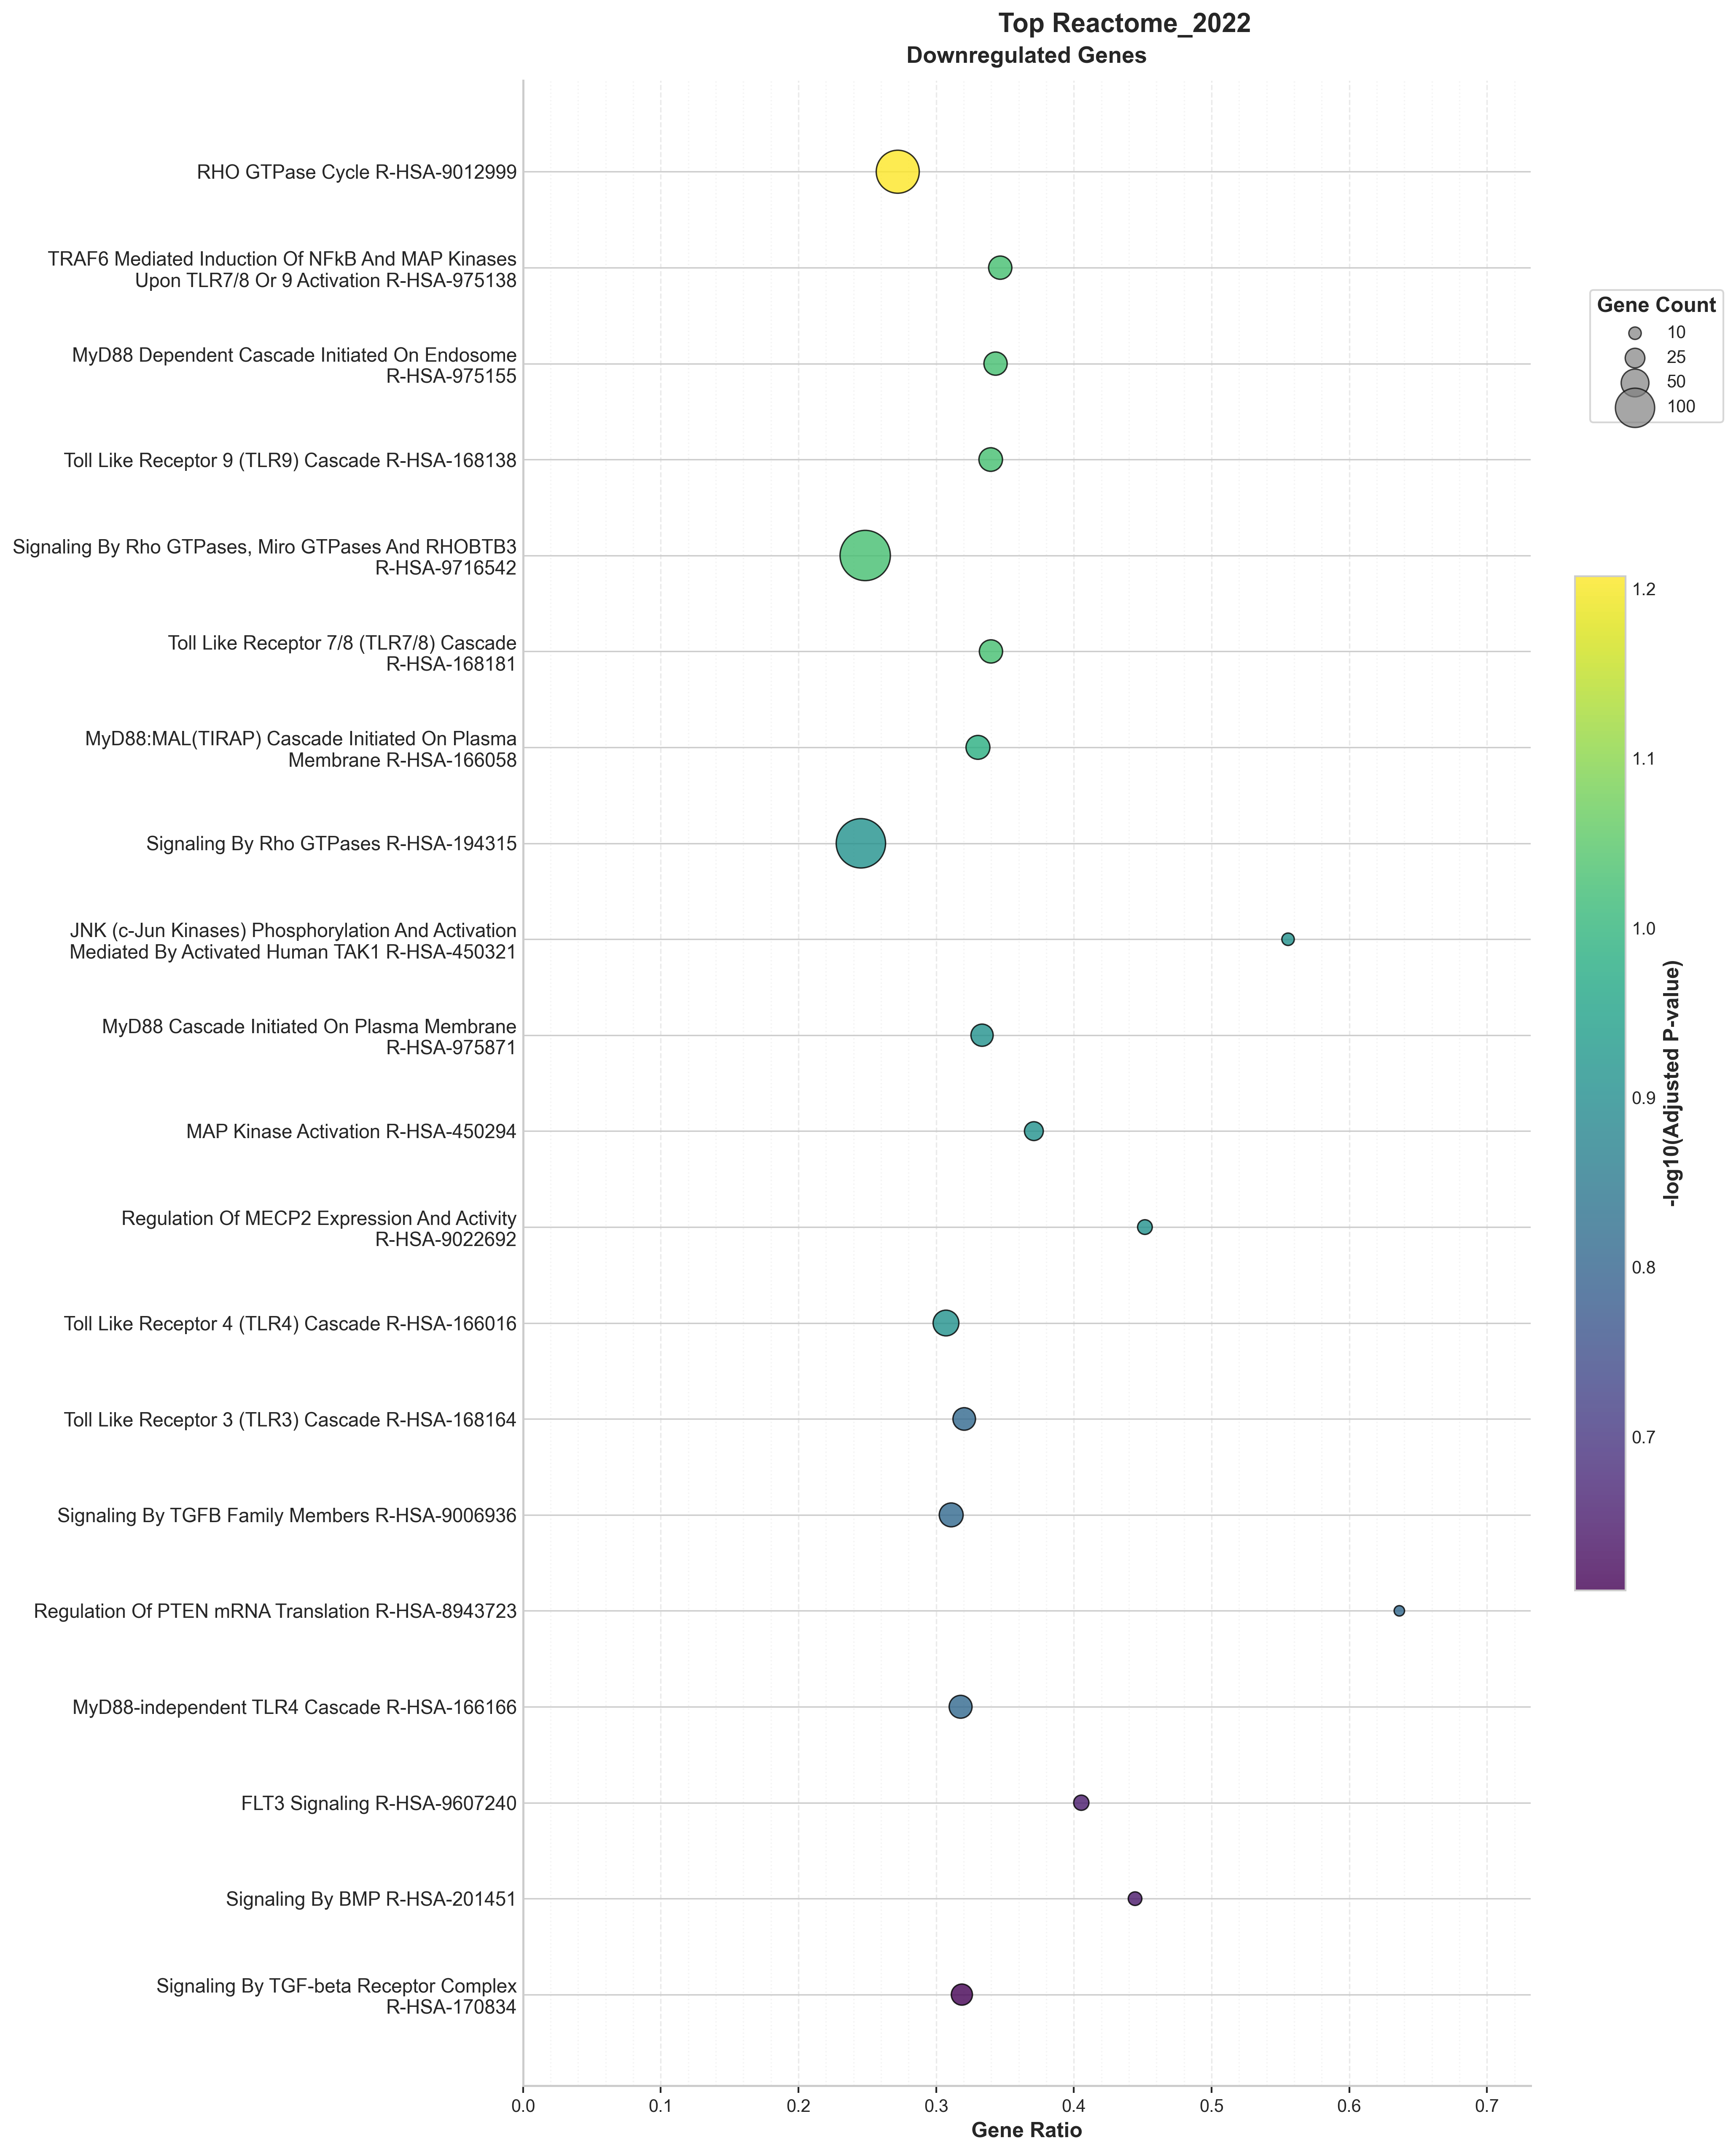 Top Reactome_2022
Downregulated Genes
RHO GTPase Cycle R-HSA-9012999
TRAF6 Mediated Induction Of NFkB And MAP Kinases
Upon TLR7/8 Or 9 Activation R-HSA-975138
MyD88 Dependent Cascade Initiated On Endosome
R-HSA-975155
Toll Like Receptor 9 (TLR9) Cascade R-HSA-168138
Signaling By Rho GTPases, Miro GTPases And RHOBTB3
R-HSA-9716542
Toll Like Receptor 7/8 (TLR7/8) Cascade
R-HSA-168181
MyD88:MAL(TIRAP) Cascade Initiated On Plasma
Membrane R-HSA-166058
Signaling By Rho GTPases R-HSA-194315
JNK (c-Jun Kinases) Phosphorylation And Activation
Mediated By Activated Human TAK1 R-HSA-450321
MyD88 Cascade Initiated On Plasma Membrane
R-HSA-975871
MAP Kinase Activation R-HSA-450294
Regulation Of MECP2 Expression And Activity
R-HSA-9022692
Toll Like Receptor 4 (TLR4) Cascade R-HSA-166016
Toll Like Receptor 3 (TLR3) Cascade R-HSA-168164
Signaling By TGFB Family Members R-HSA-9006936
Regulation Of PTEN mRNA Translation R-HSA-8943723
MyD88-independent TLR4 Cascade R-HSA-166166
FLT3 Signaling R-HSA-9607240
Signaling By BMP R-HSA-201451
Signaling By TGF-beta Receptor Complex
R-HSA-170834
0.0 0.1 0.2 0.3 0.4 0.5 0.6 0.7
Gene Ratio
Gene Count
10
25
50
100
1.2
1.1
1.0
0.9
0.8
0.7
-log10(Adjusted P-value)